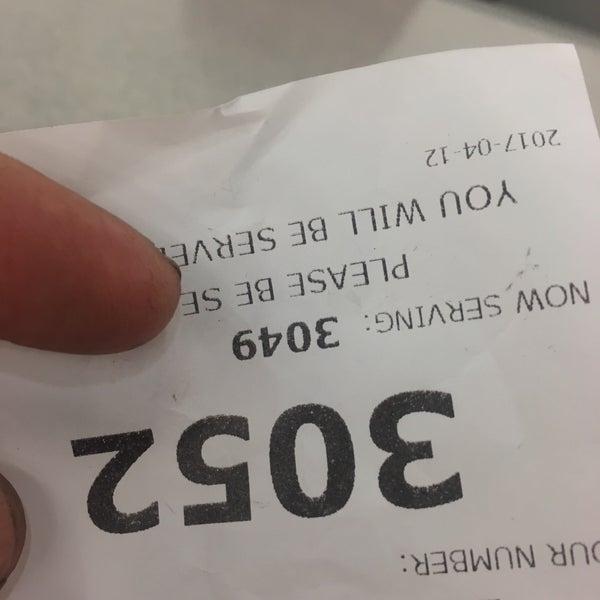 OUR NUMBER:
3052
NOW SERVING: 3049
PLEASE BE SE
YOU WILL BE SERVE
2017-04-12